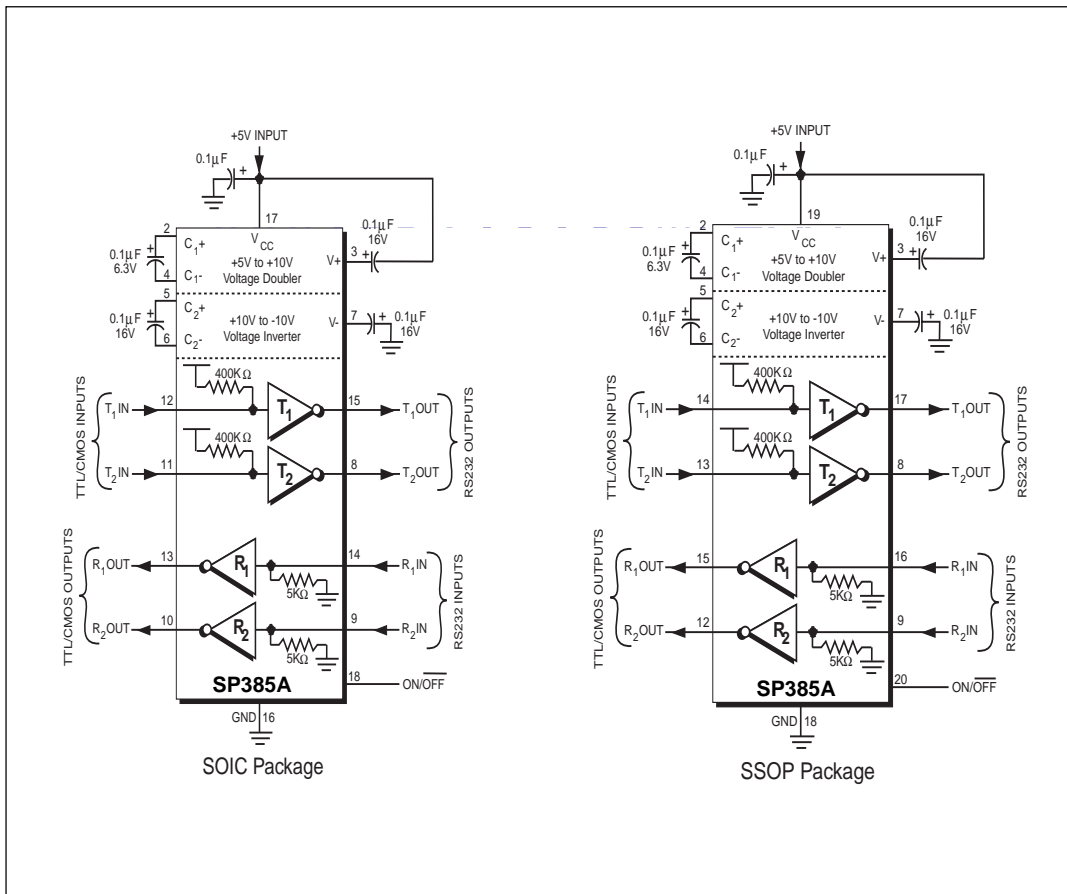 +5V INPUT
0.1µF +
17
2
C1+
VCC
0.1µF
6.3V
+
+5V to +10V
Voltage Doubler
4
C1-
V+
3
0.1µF
16V
+
5
C2+
0.1µF
16V
+
+10V to -10V
Voltage Inverter
6
C2-
V-
7
+
0.1µF
16V
TTL/CMOS INPUTS
400KΩ
T1IN
12
T1
15
T1OUT
400KΩ
T2IN
11
T2
8
T2OUT
RS232 OUTPUTS
TTL/CMOS OUTPUTS
R1OUT
13
R1
14
R1IN
5KΩ
R2OUT
10
R2
9
R2IN
5KΩ
RS232 INPUTS
SP385A
18
ON/OFF
GND
16
SOIC Package
+5V INPUT
0.1µF +
19
2
C1+
VCC
0.1µF
6.3V
+
+5V to +10V
Voltage Doubler
4
C1-
V+
3
0.1µF
16V
+
5
C2+
0.1µF
16V
+
+10V to -10V
Voltage Inverter
6
C2-
V-
7
+
0.1µF
16V
TTL/CMOS INPUTS
400KΩ
T1IN
14
T1
17
T1OUT
400KΩ
T2IN
13
T2
8
T2OUT
RS232 OUTPUTS
TTL/CMOS OUTPUTS
R1OUT
15
R1
16
R1IN
5KΩ
R2OUT
12
R2
9
R2IN
5KΩ
RS232 INPUTS
SP385A
20
ON/OFF
GND
18
SSOP Package